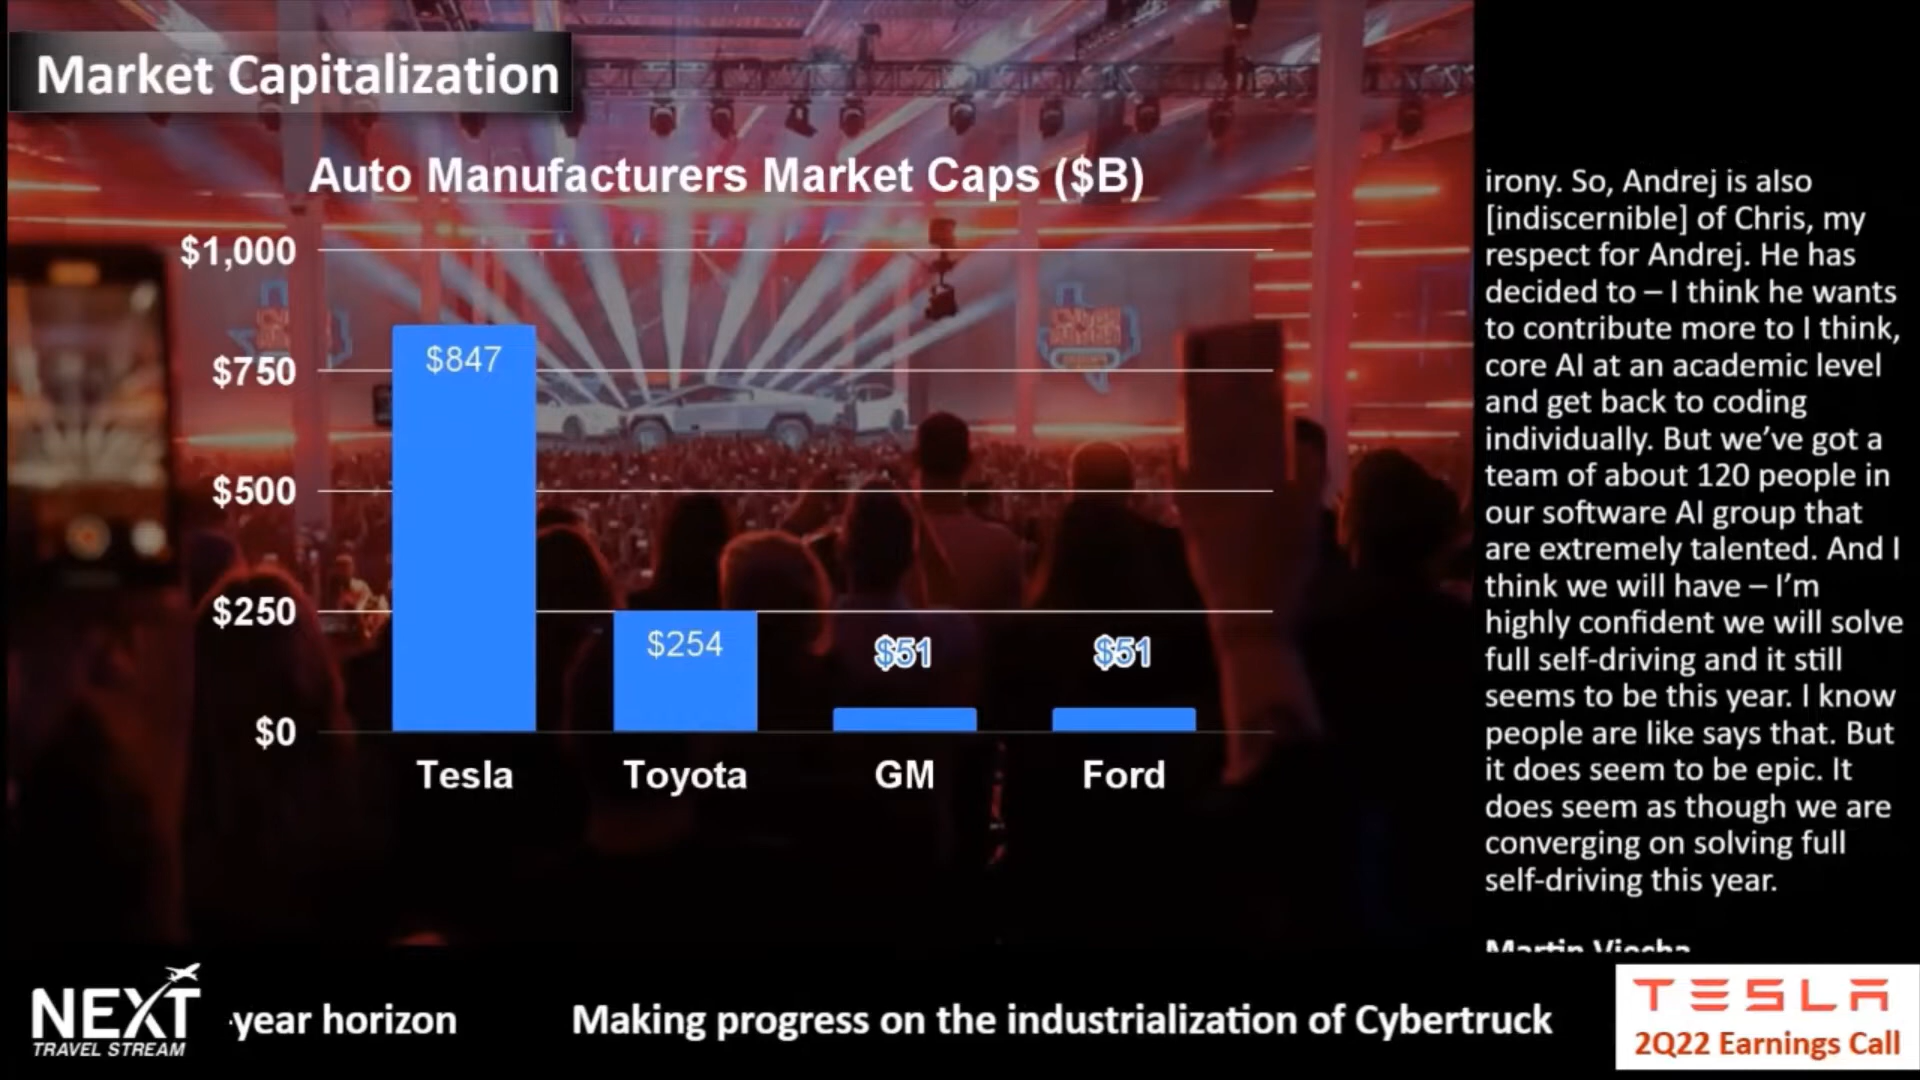 Market Capitalization
Auto Manufacturers Market Caps ($B)
$1,000
$750
$500
$250
$0
$847
$254
$51
$51
Tesla
Toyota
GM
Ford
irony. So, Andrej is also
[indiscernible] of Chris, my
respect for Andrej. He has
decided to – I think he wants
to contribute more to I think,
core AI at an academic level
and get back to coding
individually. But we’ve got a
team of about 120 people in
our software AI group that
are extremely talented. And I
think we will have – I’m
highly confident we will solve
full self-driving and it still
seems to be this year. I know
people are like says that. But
it does seem to be epic. It
does seem as though we are
converging on solving full
self-driving this year.
Martin Viecha
NEXT
TRAVEL STREAM
-year horizon
Making progress on the industrialization of Cybertruck
TESLA
2Q22 Earnings Call